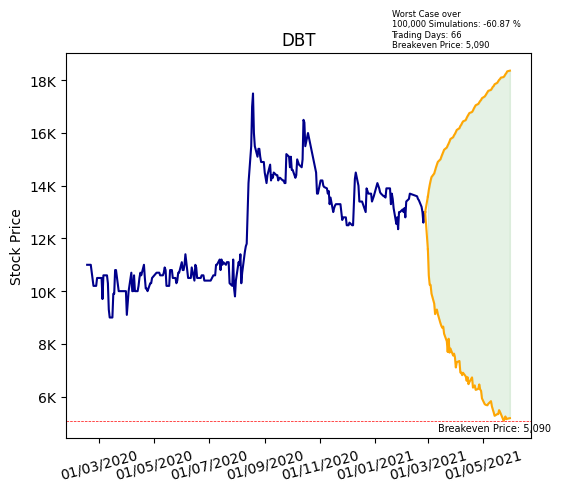 Worst Case over
100,000 Simulations: -60.87 %
Trading Days: 66
Breakeven Price: 5,090
DBT
Stock Price
18K
16K
14K
12K
10K
8K
6K
Breakeven Price: 5,090
01/03/2020
01/05/2020
01/07/2020
01/09/2020
01/11/2020
01/01/2021
01/03/2021
01/05/2021